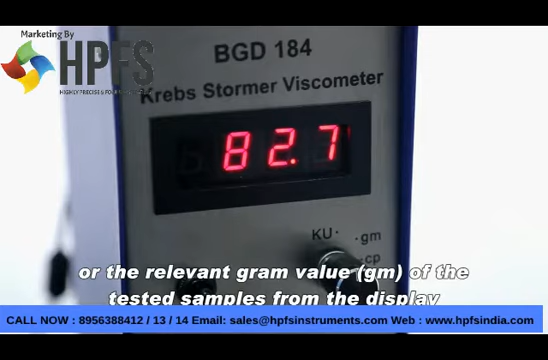 Marketing By
HPFS
BGD 184
Krebs Stormer Viscometer
82.7
KU
gm
cp
or the relevant gram value (gm) of the
tested samples from the display
CALL NOW : 8956388412 / 13 / 14 Email: sales@hpfsinstruments.com Web : www.hpfsindia.com